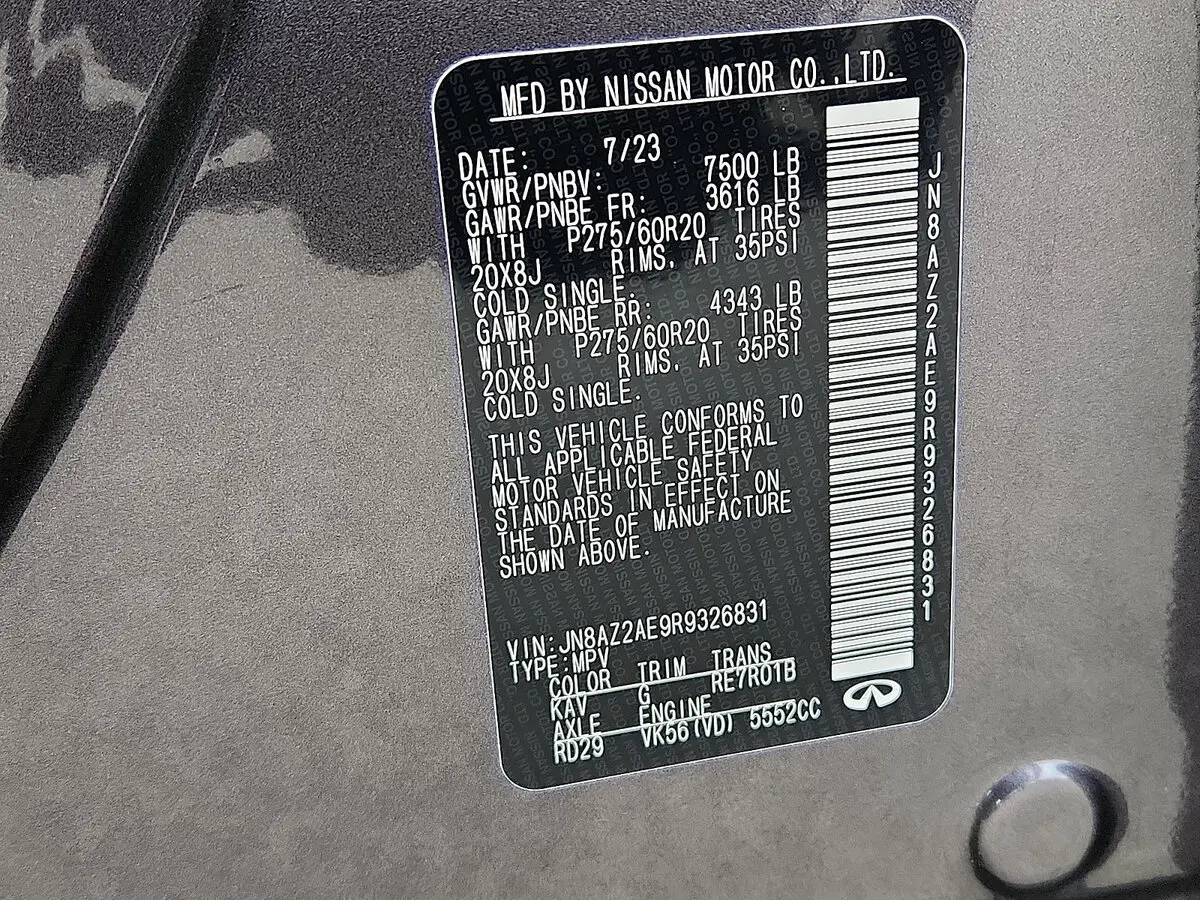 MFD BY NISSAN MOTOR CO.,LTD.
DATE: 7/23
GVWR/PNBV: 7500 LB
GAWR/PNBE FR: 3616 LB
WITH P275/60R20 TIRES
20X8J RIMS, AT 35PSI
COLD SINGLE.
GAWR/PNBE RR: 4343 LB
WITH P275/60R20 TIRES
20X8J RIMS, AT 35PSI
COLD SINGLE.
THIS VEHICLE CONFORMS TO
ALL APPLICABLE FEDERAL
MOTOR VEHICLE SAFETY
STANDARDS IN EFFECT ON
THE DATE OF MANUFACTURE
SHOWN ABOVE.
VIN:JN8AZ2AE9R9326831
TYPE:MPV
COLOR TRIM TRANS
KAV G RE7R01B
AXLE ENGINE
RD29 VK56(VD) 5552CC
JN8AZ2AE9R9326831